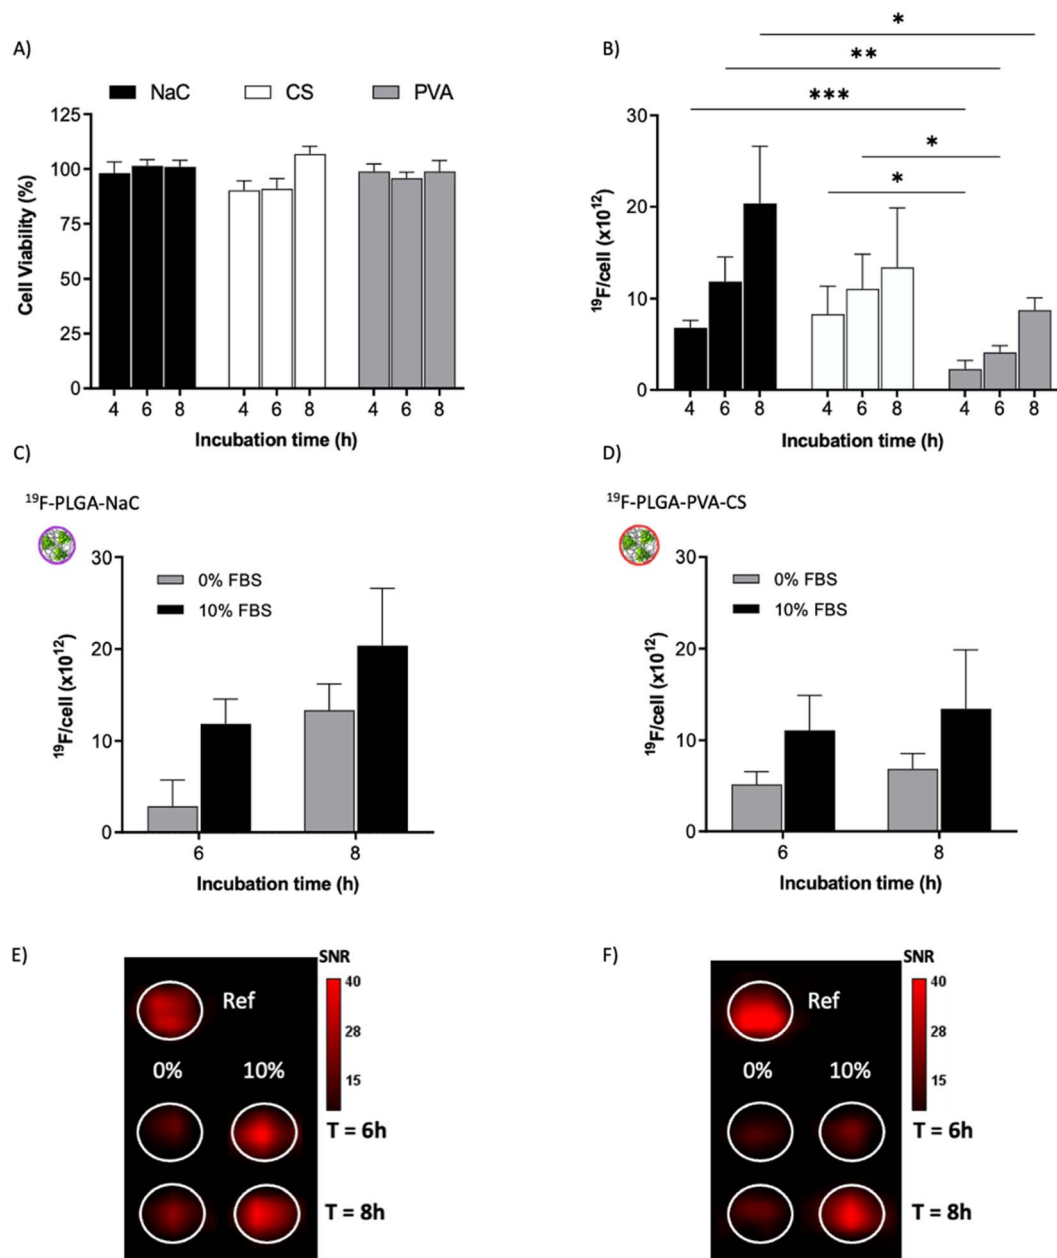 A)
NaC CS PVA
125
100
75
50
25
0
Cell Viability (%)
4 6 8 4 6 8 4 6 8
Incubation time (h)
B)
*
**
***
*
*
30
20
10
0
¹⁹F/cell (x10¹²)
4 6 8 4 6 8 4 6 8
Incubation time (h)
C)
¹⁹F-PLGA-NaC
30
20
10
0
¹⁹F/cell (x10¹²)
0% FBS
10% FBS
6 8
Incubation time (h)
D)
¹⁹F-PLGA-PVA-CS
30
20
10
0
¹⁹F/cell (x10¹²)
0% FBS
10% FBS
6 8
Incubation time (h)
E)
SNR
40
28
15
Ref
0% 10%
T = 6h
T = 8h
F)
SNR
40
28
15
Ref
0% 10%
T = 6h
T = 8h